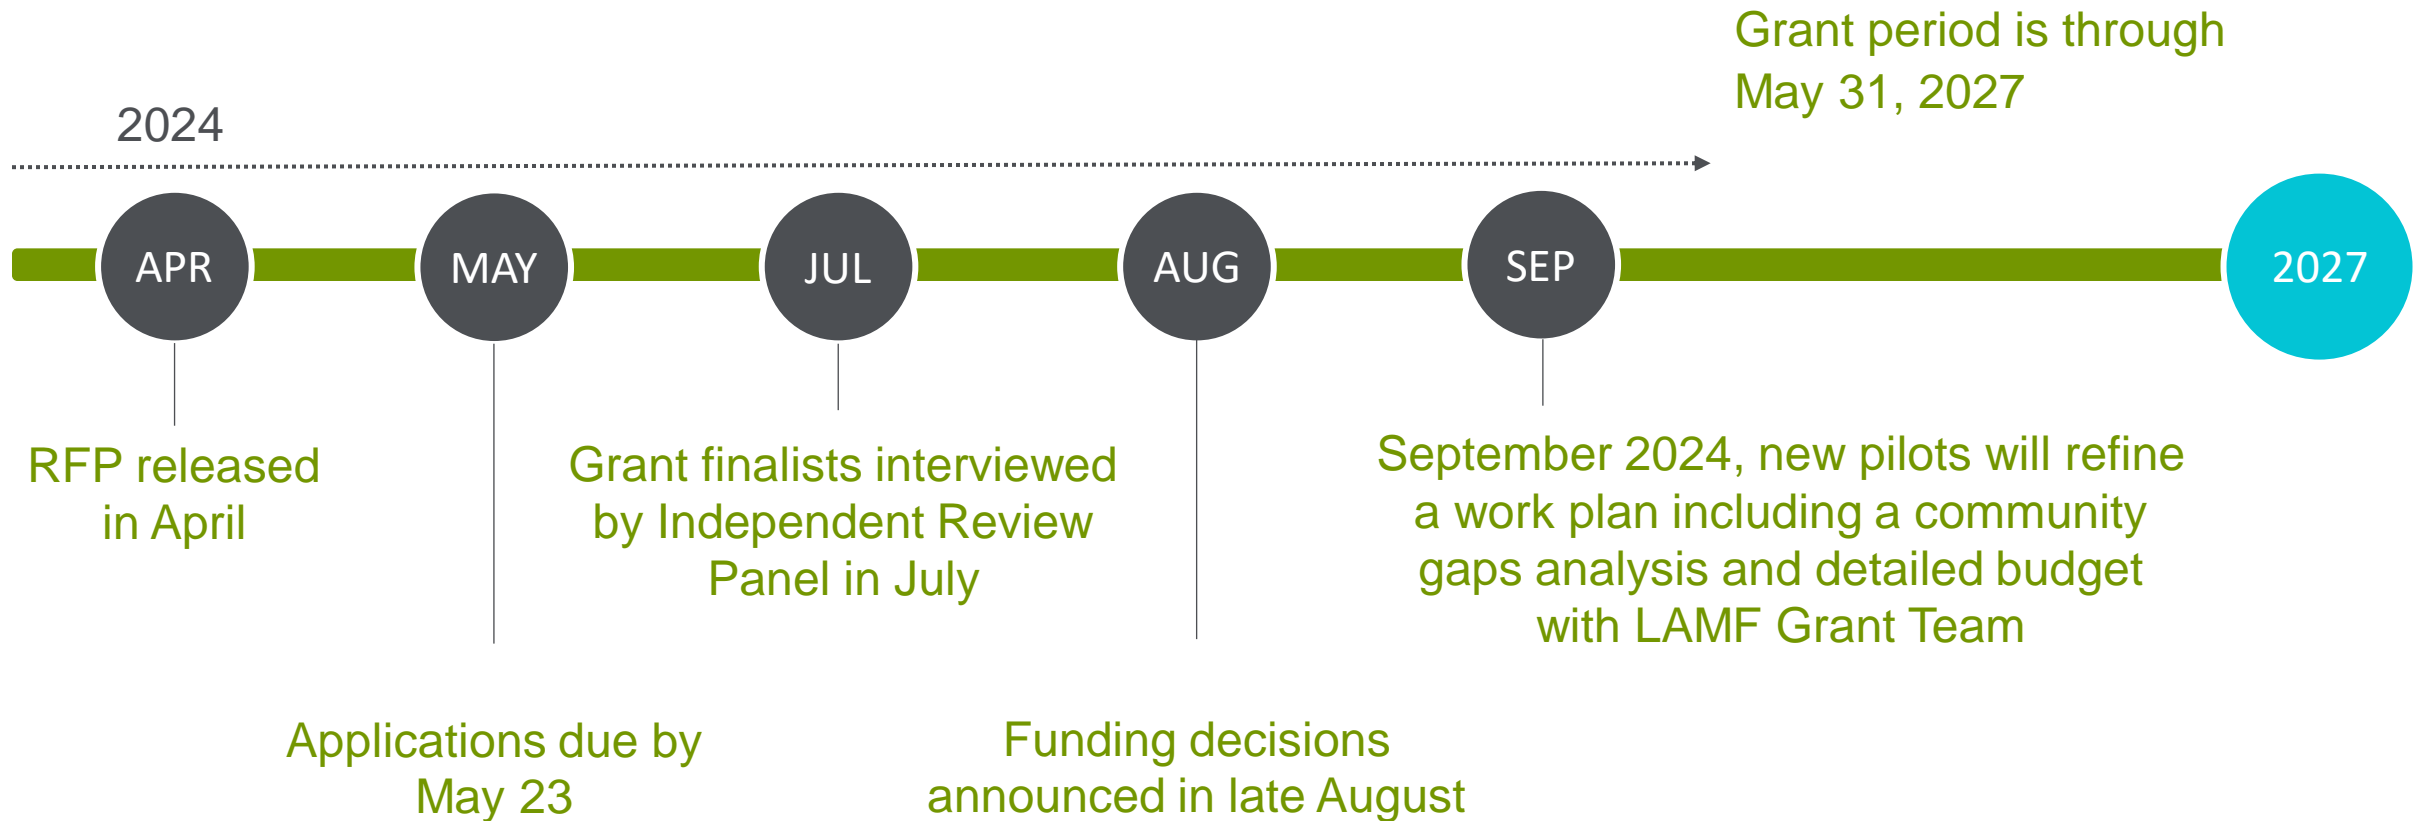 Grant period is through
May 31, 2027
2024
APR
MAY
JUL
AUG
SEP
2027
RFP released
in April
Applications due by
May 23
Grant finalists interviewed
by Independent Review
Panel in July
Funding decisions
announced in late August
September 2024, new pilots will refine
a work plan including a community
gaps analysis and detailed budget
with LAMF Grant Team